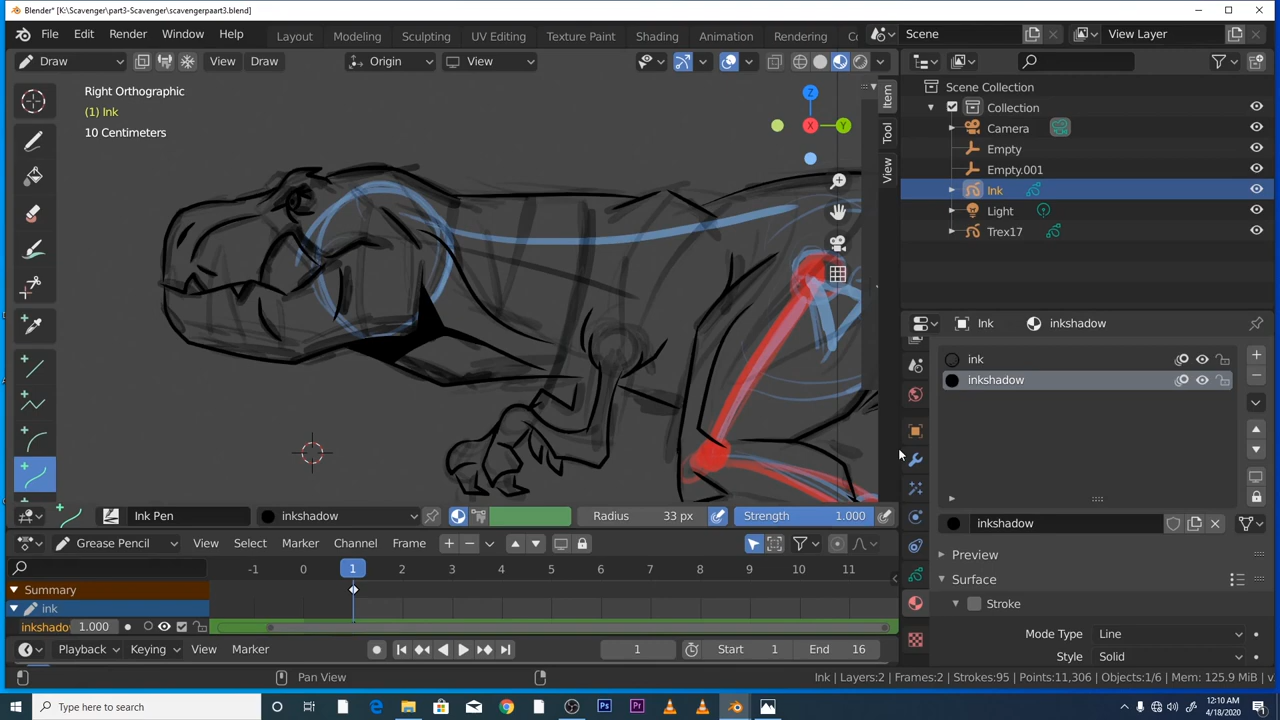 Blender* [K:\Scavenger\part3-Scavenger\scavengerpaart3.blend]
File Edit Render Window Help Layout Modeling Sculpting UV Editing Texture Paint Shading Animation Rendering Scene View Layer
Draw View Draw Origin View
Right Orthographic
(1) Ink
10 Centimeters
Z
X
Y
Item
Tool
View
Scene Collection
Collection
Camera
Empty
Empty.001
Ink
Light
Trex17
Ink inkshadow
ink
inkshadow
inkshadow
Preview
Surface
Stroke
Mode Type Line
Style Solid
Ink Pen inkshadow Radius 33 px Strength 1.000
Grease Pencil View Select Marker Channel Frame
-1 0 1 2 3 4 5 6 7 8 9 10 11
Summary
ink
inkshado 1.000
Playback Keying View Marker 1 Start 1 End 16
Pan View
Ink | Layers:2 | Frames:2 | Strokes:95 | Points:11,306 | Objects:1/6 | Mem: 125.9 MiB | v
Type here to search
12:10 AM
4/18/2020